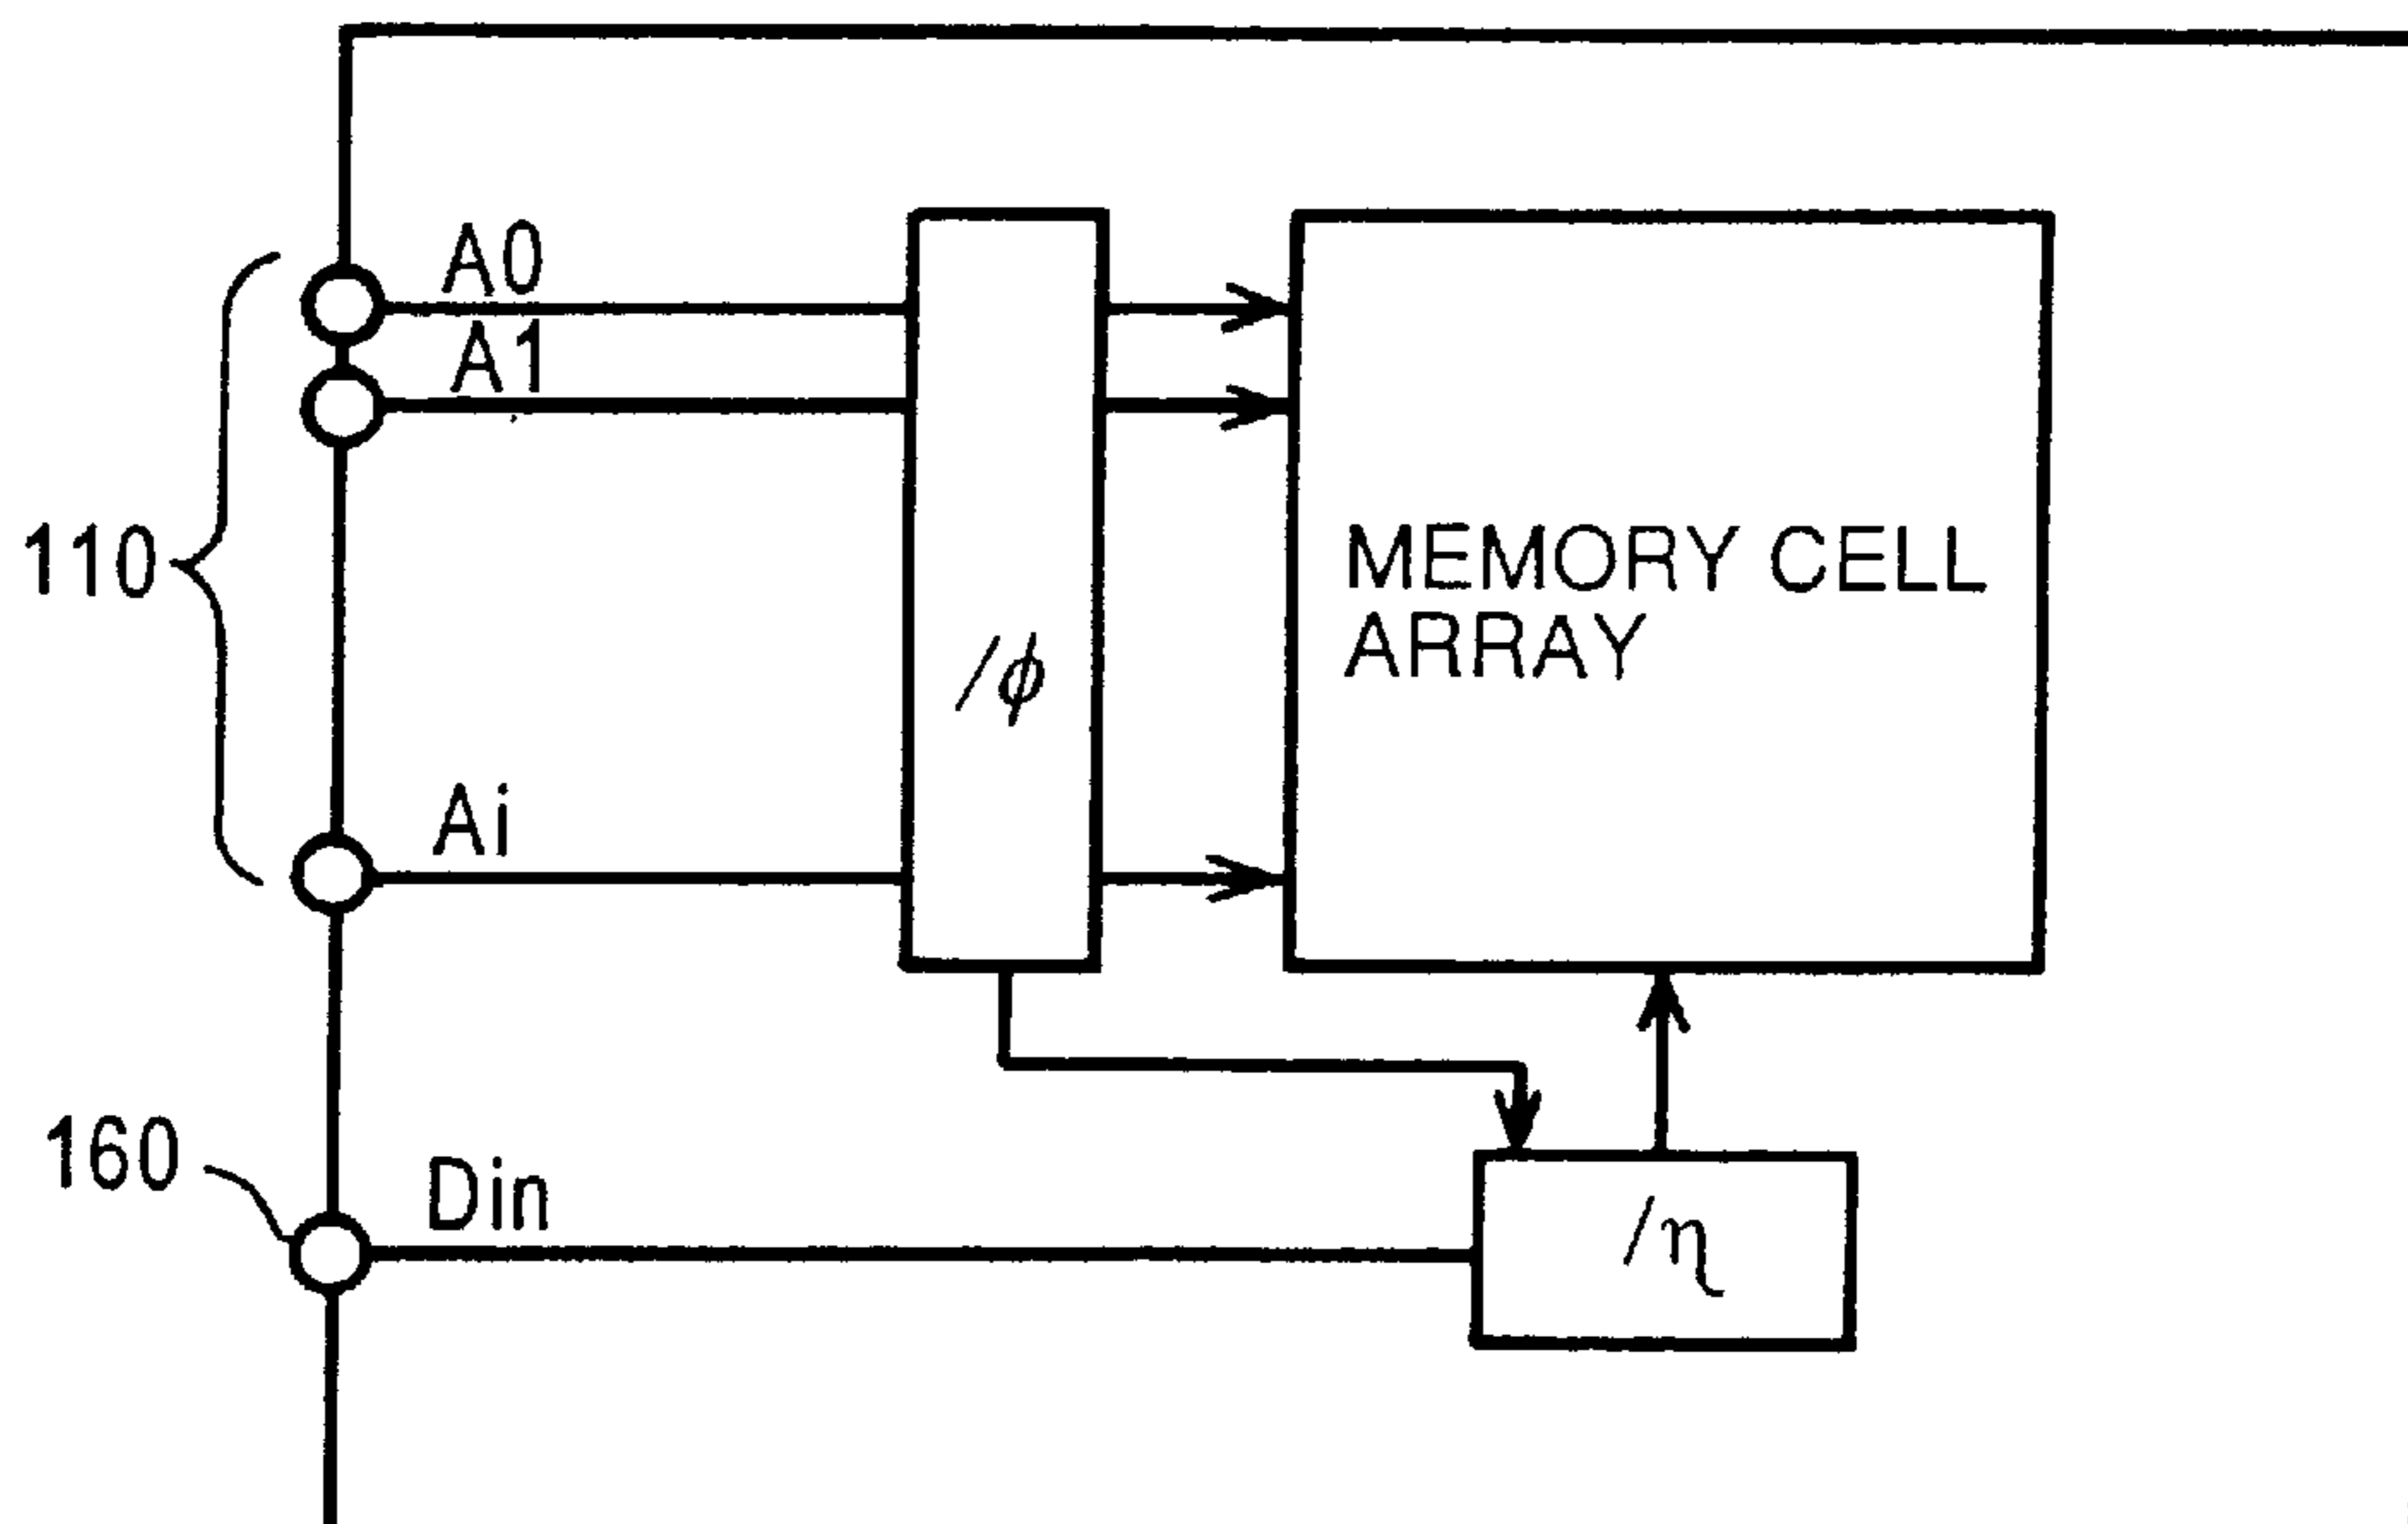 A0
A1
110
MEMORY CELL
ARRAY
/ϕ
Ai
160
Din
/η